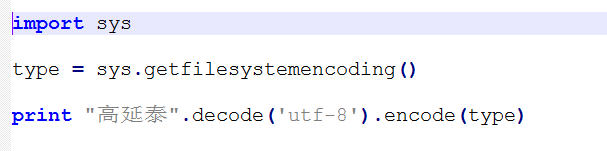 import sys
type = sys.getfilesystemencoding()
print "高延泰".decode('utf-8').encode(type)